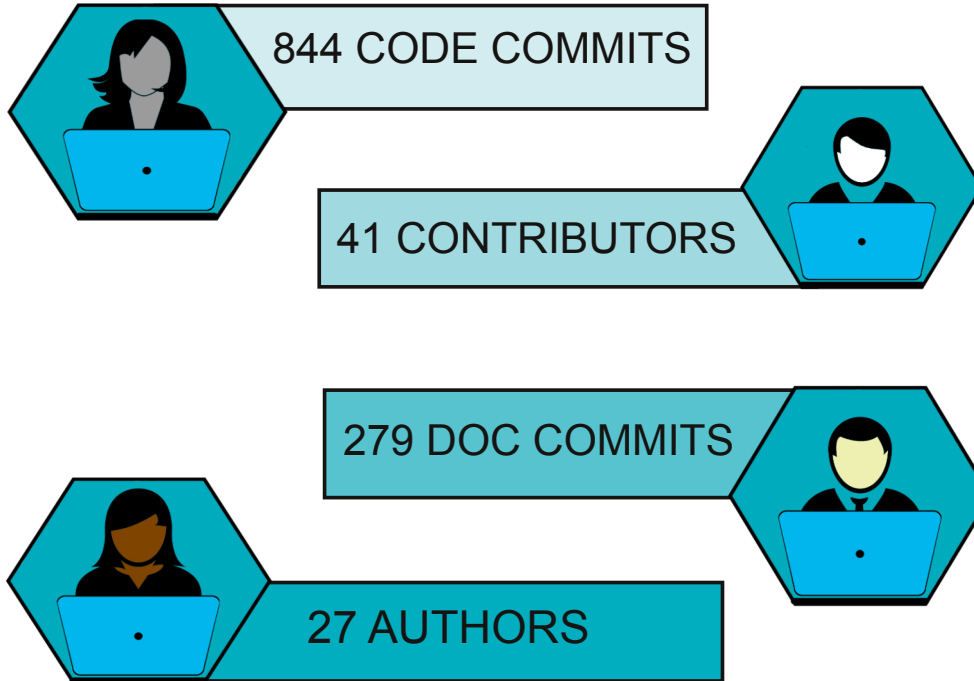 844 CODE COMMITS
41 CONTRIBUTORS
279 DOC COMMITS
27 AUTHORS